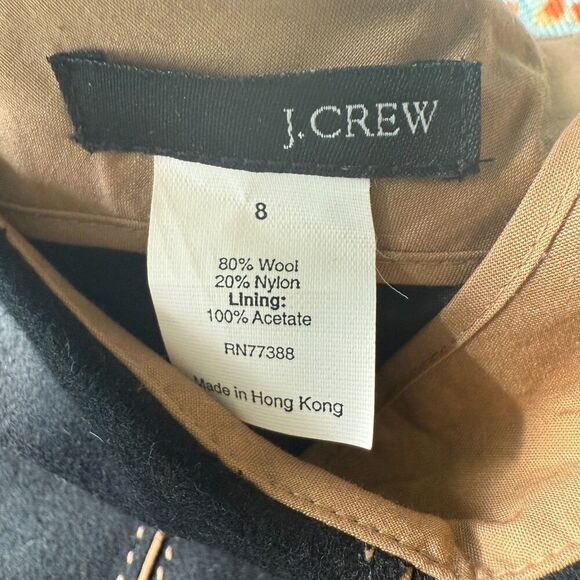 J.CREW
8
80% Wool
20% Nylon
Lining:
100% Acetate
RN77388
Made in Hong Kong